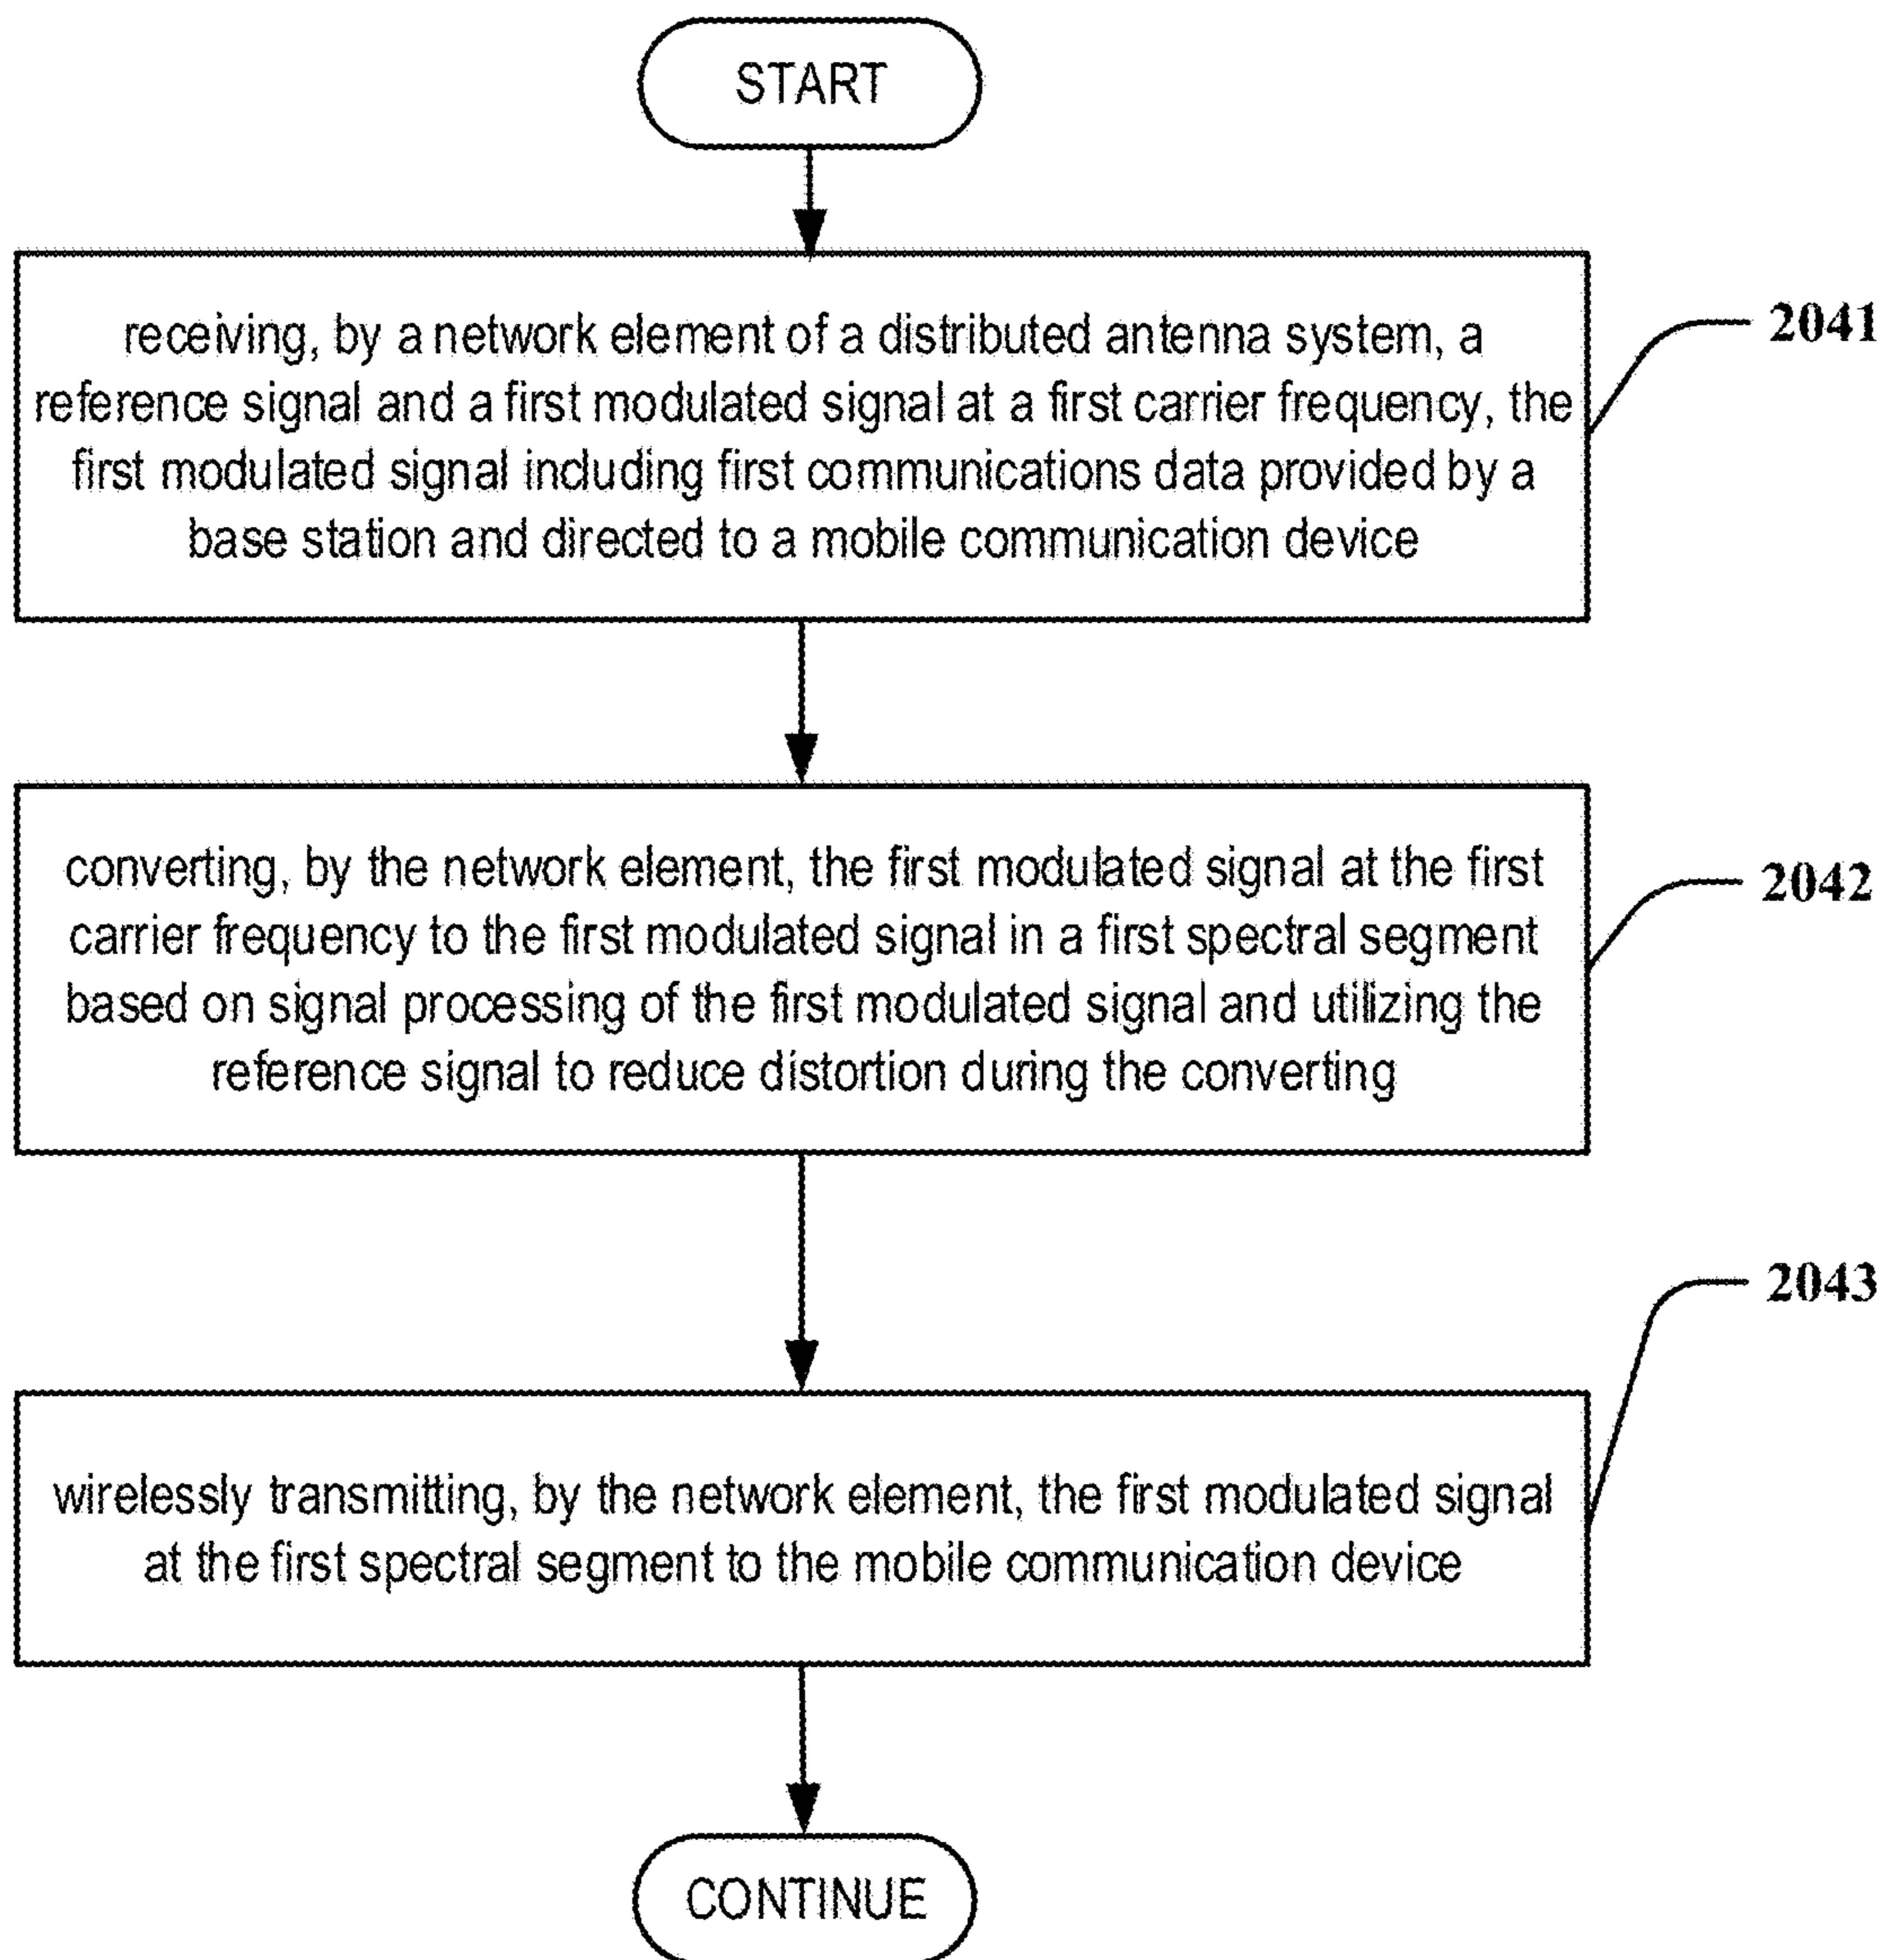 START
receiving, by a network element of a distributed antenna system, a
reference signal and a first modulated signal at a first carrier frequency, the
first modulated signal including first communications data provided by a
base station and directed to a mobile communication device
2041
converting, by the network element, the first modulated signal at the first
carrier frequency to the first modulated signal in a first spectral segment
based on signal processing of the first modulated signal and utilizing the
reference signal to reduce distortion during the converting
2042
wirelessly transmitting, by the network element, the first modulated signal
at the first spectral segment to the mobile communication device
2043
CONTINUE